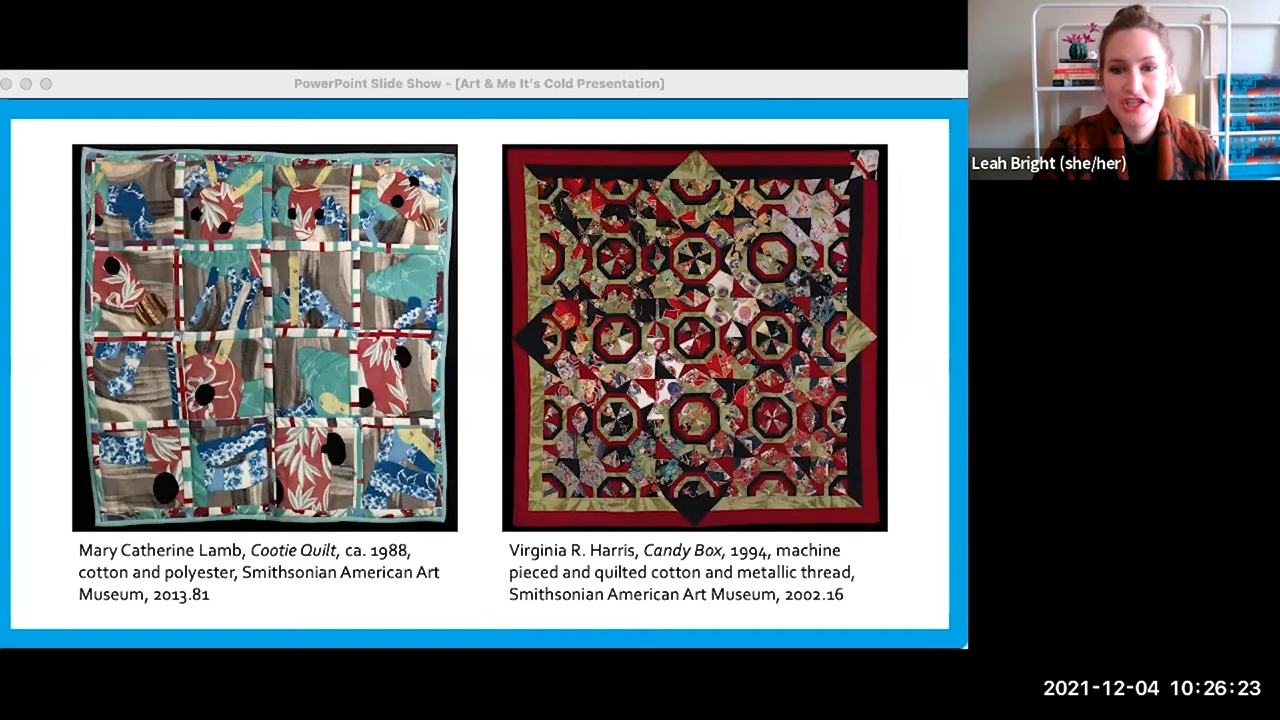 PowerPoint Slide Show - [Art & Me It's Cold Presentation]
Leah Bright (she/her)
Mary Catherine Lamb, Cootie Quilt, ca. 1988,
cotton and polyester, Smithsonian American Art
Museum, 2013.81
Virginia R. Harris, Candy Box, 1994, machine
pieced and quilted cotton and metallic thread,
Smithsonian American Art Museum, 2002.16
2021-12-04 10:26:23